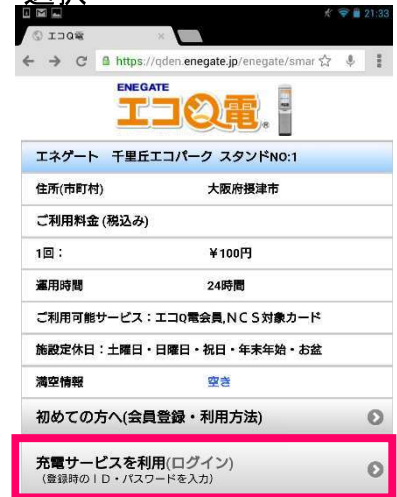 選択
21:33
エコQ電
https://qden.enegate.jp/enegate/smar
ENEGATE
エコQ電®
エネゲート 千里丘エコパーク スタンドNO:1
住所(市町村) 大阪府摂津市
ご利用料金(税込み)
1回: ¥100円
運用時間 24時間
ご利用可能サービス:エコQ電会員,NCS対象カード
施設定休日:土曜日・日曜日・祝日・年末年始・お盆
満空情報 空き
初めての方へ(会員登録・利用方法)
充電サービスを利用(ログイン)
(登録時のID・パスワードを入力)